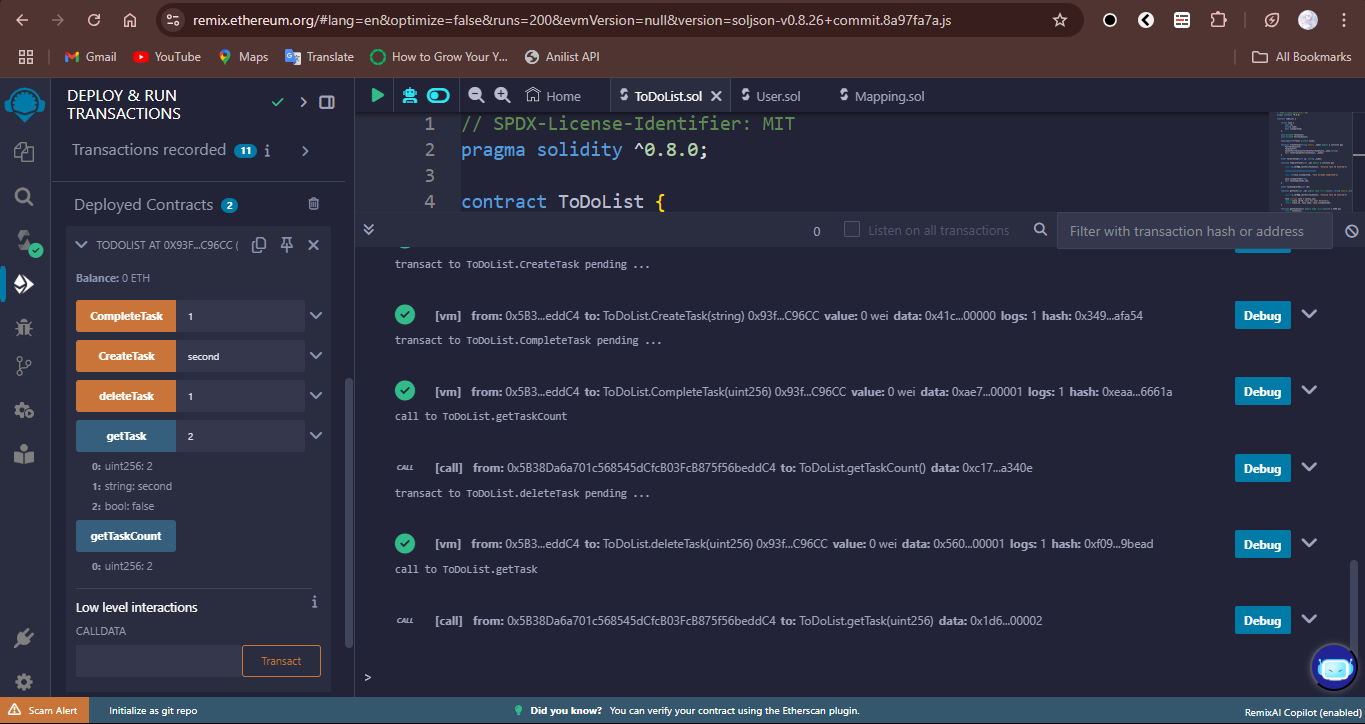 remix.ethereum.org/#lang=en&optimize=false&runs=200&evmVersion=null&version=soljson-v0.8.26+commit.8a97fa7a.js
Gmail YouTube Maps Translate How to Grow Your Y... Anilist API All Bookmarks
DEPLOY & RUN
TRANSACTIONS
Transactions recorded 11 i
Deployed Contracts 2
TODOLIST AT 0X93F...C96CC (
Balance: 0 ETH
CompleteTask 1
CreateTask second
deleteTask 1
getTask 2
0: uint256: 2
1: string: second
2: bool: false
getTaskCount
0: uint256: 2
Low level interactions i
CALLDATA
Transact
Home ToDoList.sol User.sol Mapping.sol
1 // SPDX-License-Identifier: MIT
2 pragma solidity ^0.8.0;
3
4 contract ToDoList {
0 Listen on all transactions Filter with transaction hash or address
transact to ToDoList.CreateTask pending ...
[vm] from: 0x5B3...eddC4 to: ToDoList.CreateTask(string) 0x93f...C96CC value: 0 wei data: 0x41c...00000 logs: 1 hash: 0x349...afa54 Debug
transact to ToDoList.CompleteTask pending ...
[vm] from: 0x5B3...eddC4 to: ToDoList.CompleteTask(uint256) 0x93f...C96CC value: 0 wei data: 0xae7...00001 logs: 1 hash: 0xeaa...6661a Debug
call to ToDoList.getTaskCount
CALL [call] from: 0x5B38Da6a701c568545dCfcB03FcB875f56beddC4 to: ToDoList.getTaskCount() data: 0xc17...a340e Debug
transact to ToDoList.deleteTask pending ...
[vm] from: 0x5B3...eddC4 to: ToDoList.deleteTask(uint256) 0x93f...C96CC value: 0 wei data: 0x560...00001 logs: 1 hash: 0xf09...9bead Debug
call to ToDoList.getTask
CALL [call] from: 0x5B38Da6a701c568545dCfcB03FcB875f56beddC4 to: ToDoList.getTask(uint256) data: 0x1d6...00002 Debug
>
Scam Alert Initialize as git repo Did you know? You can verify your contract using the Etherscan plugin. RemixAI Copilot (enabled)